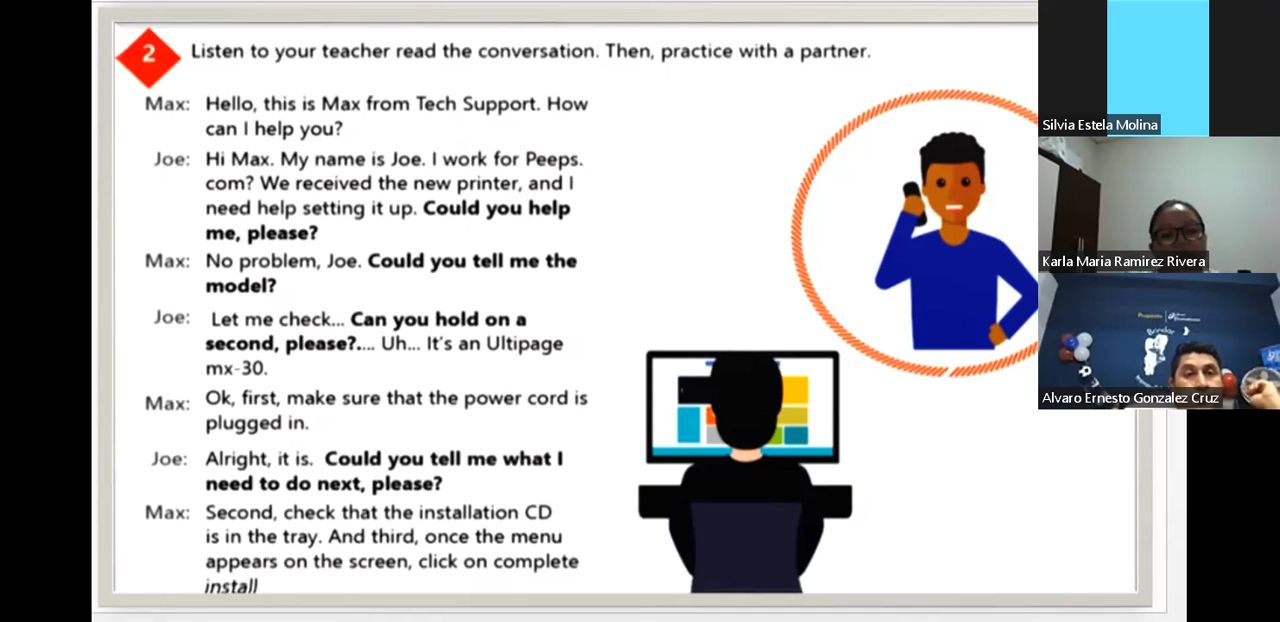 2
Listen to your teacher read the conversation. Then, practice with a partner.
Max: Hello, this is Max from Tech Support. How
can I help you?
Joe: Hi Max. My name is Joe. I work for Peeps.
com? We received the new printer, and I
need help setting it up. Could you help
me, please?
Max: No problem, Joe. Could you tell me the
model?
Joe: Let me check... Can you hold on a
second, please?.... Uh... It's an Ultipage
mx-30.
Max: Ok, first, make sure that the power cord is
plugged in.
Joe: Alright, it is. Could you tell me what I
need to do next, please?
Max: Second, check that the installation CD
is in the tray. And third, once the menu
appears on the screen, click on complete
install
Silvia Estela Molina
Karla Maria Ramirez Rivera
Alvaro Ernesto Gonzalez Cruz